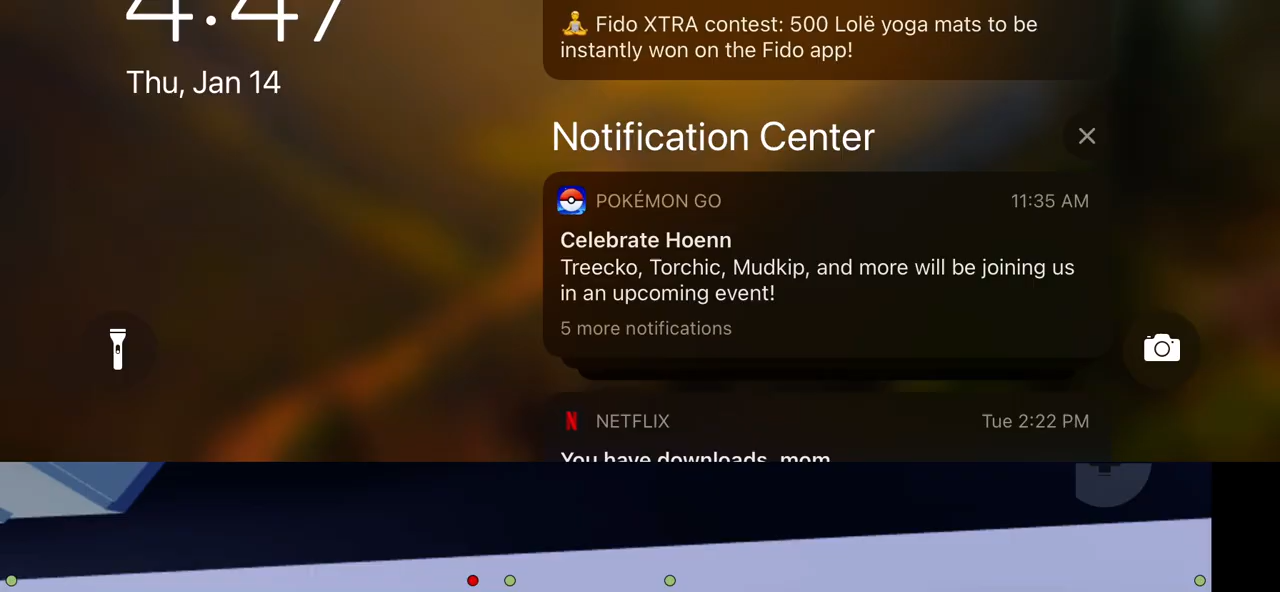 4:47
Thu, Jan 14
🧘 Fido XTRA contest: 500 Lolë yoga mats to be
instantly won on the Fido app!
Notification Center
POKÉMON GO
11:35 AM
Celebrate Hoenn
Treecko, Torchic, Mudkip, and more will be joining us
in an upcoming event!
5 more notifications
NETFLIX
Tue 2:22 PM
You have downloads, mom